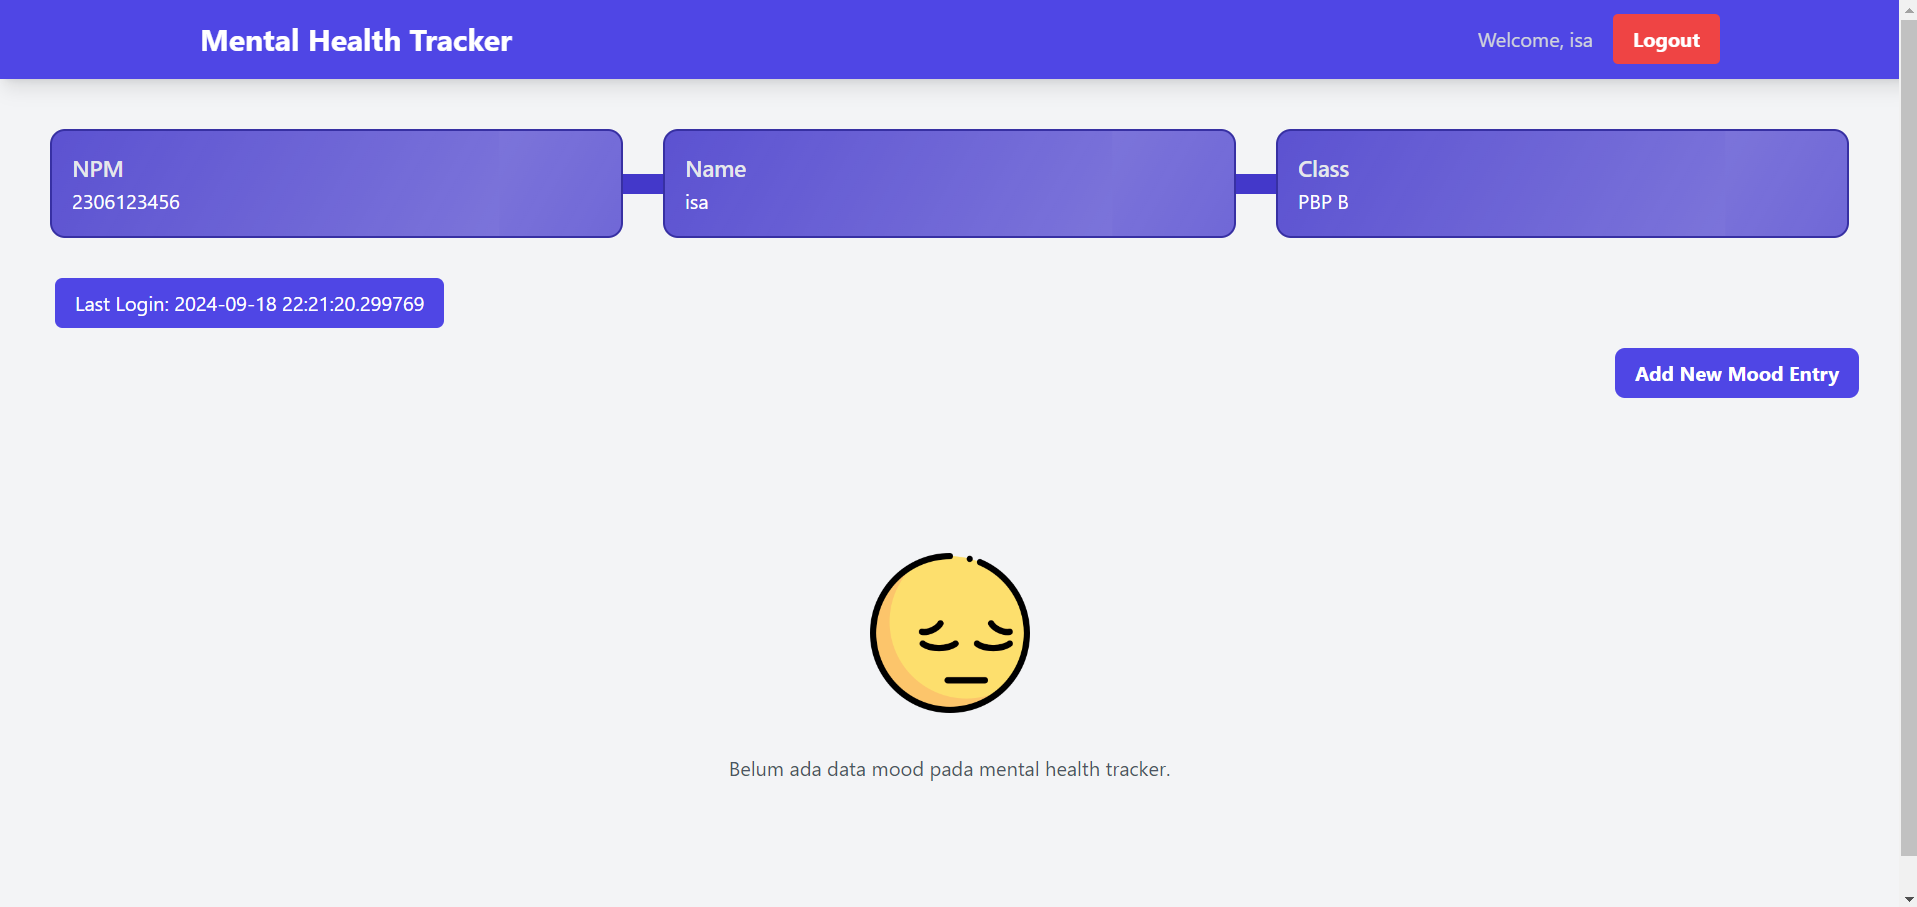 Mental Health Tracker
Welcome, isa
Logout
NPM
2306123456
Name
isa
Class
PBP B
Last Login: 2024-09-18 22:21:20.299769
Add New Mood Entry
Belum ada data mood pada mental health tracker.